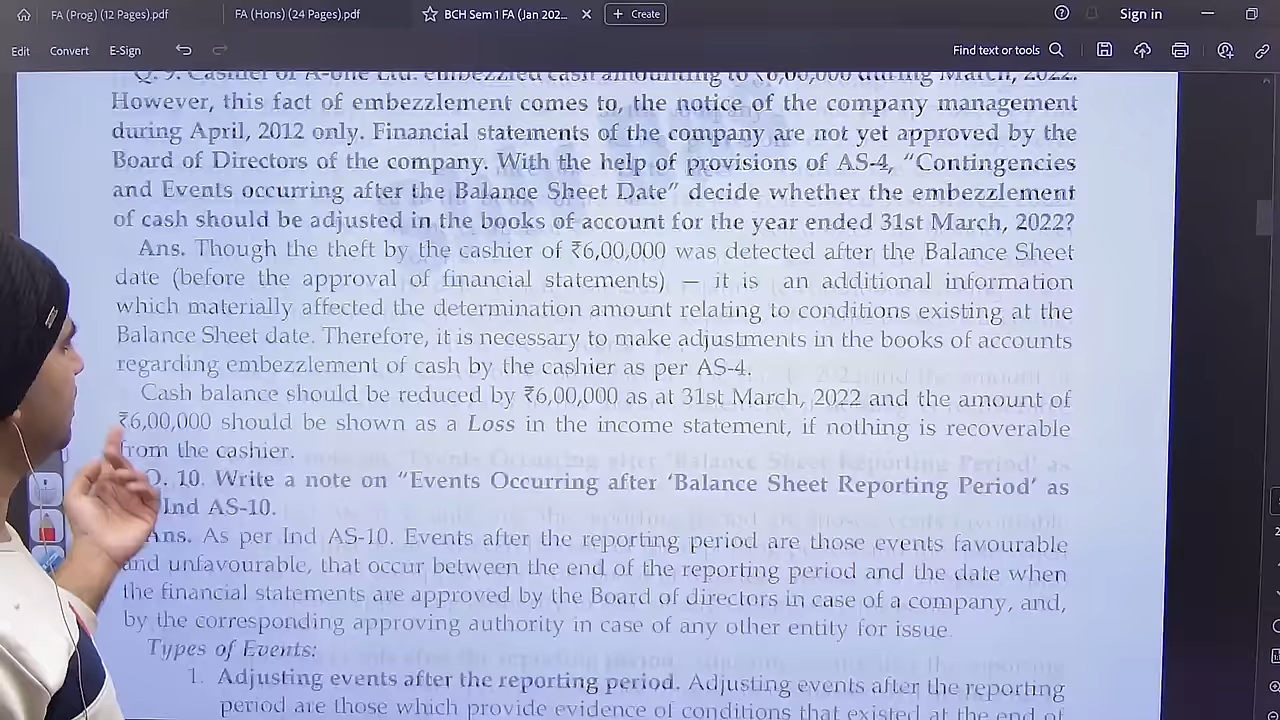 FA (Prog) (12 Pages).pdf
FA (Hons) (24 Pages).pdf
BCH Sem 1 FA (Jan 202...
Create
Sign in
Edit
Convert
E-Sign
Find text or tools
Q. 9. Cashier of A-one Ltd. embezzled cash amounting to ₹6,00,000 during March, 2022.
However, this fact of embezzlement comes to, the notice of the company management
during April, 2012 only. Financial statements of the company are not yet approved by the
Board of Directors of the company. With the help of provisions of AS-4, “Contingencies
and Events occurring after the Balance Sheet Date” decide whether the embezzlement
of cash should be adjusted in the books of account for the year ended 31st March, 2022?
Ans. Though the theft by the cashier of ₹6,00,000 was detected after the Balance Sheet
date (before the approval of financial statements) — it is an additional information
which materially affected the determination amount relating to conditions existing at the
Balance Sheet date. Therefore, it is necessary to make adjustments in the books of accounts
regarding embezzlement of cash by the cashier as per AS-4.
Cash balance should be reduced by ₹6,00,000 as at 31st March, 2022 and the amount of
₹6,00,000 should be shown as a Loss in the income statement, if nothing is recoverable
from the cashier.
Q. 10. Write a note on “Events Occurring after ‘Balance Sheet Reporting Period’ as
Ind AS-10.
Ans. As per Ind AS-10. Events after the reporting period are those events favourable
and unfavourable, that occur between the end of the reporting period and the date when
the financial statements are approved by the Board of directors in case of a company, and,
by the corresponding approving authority in case of any other entity for issue.
Types of Events:
1. Adjusting events after the reporting period. Adjusting events after the reporting
period are those which provide evidence of conditions that existed at the end of